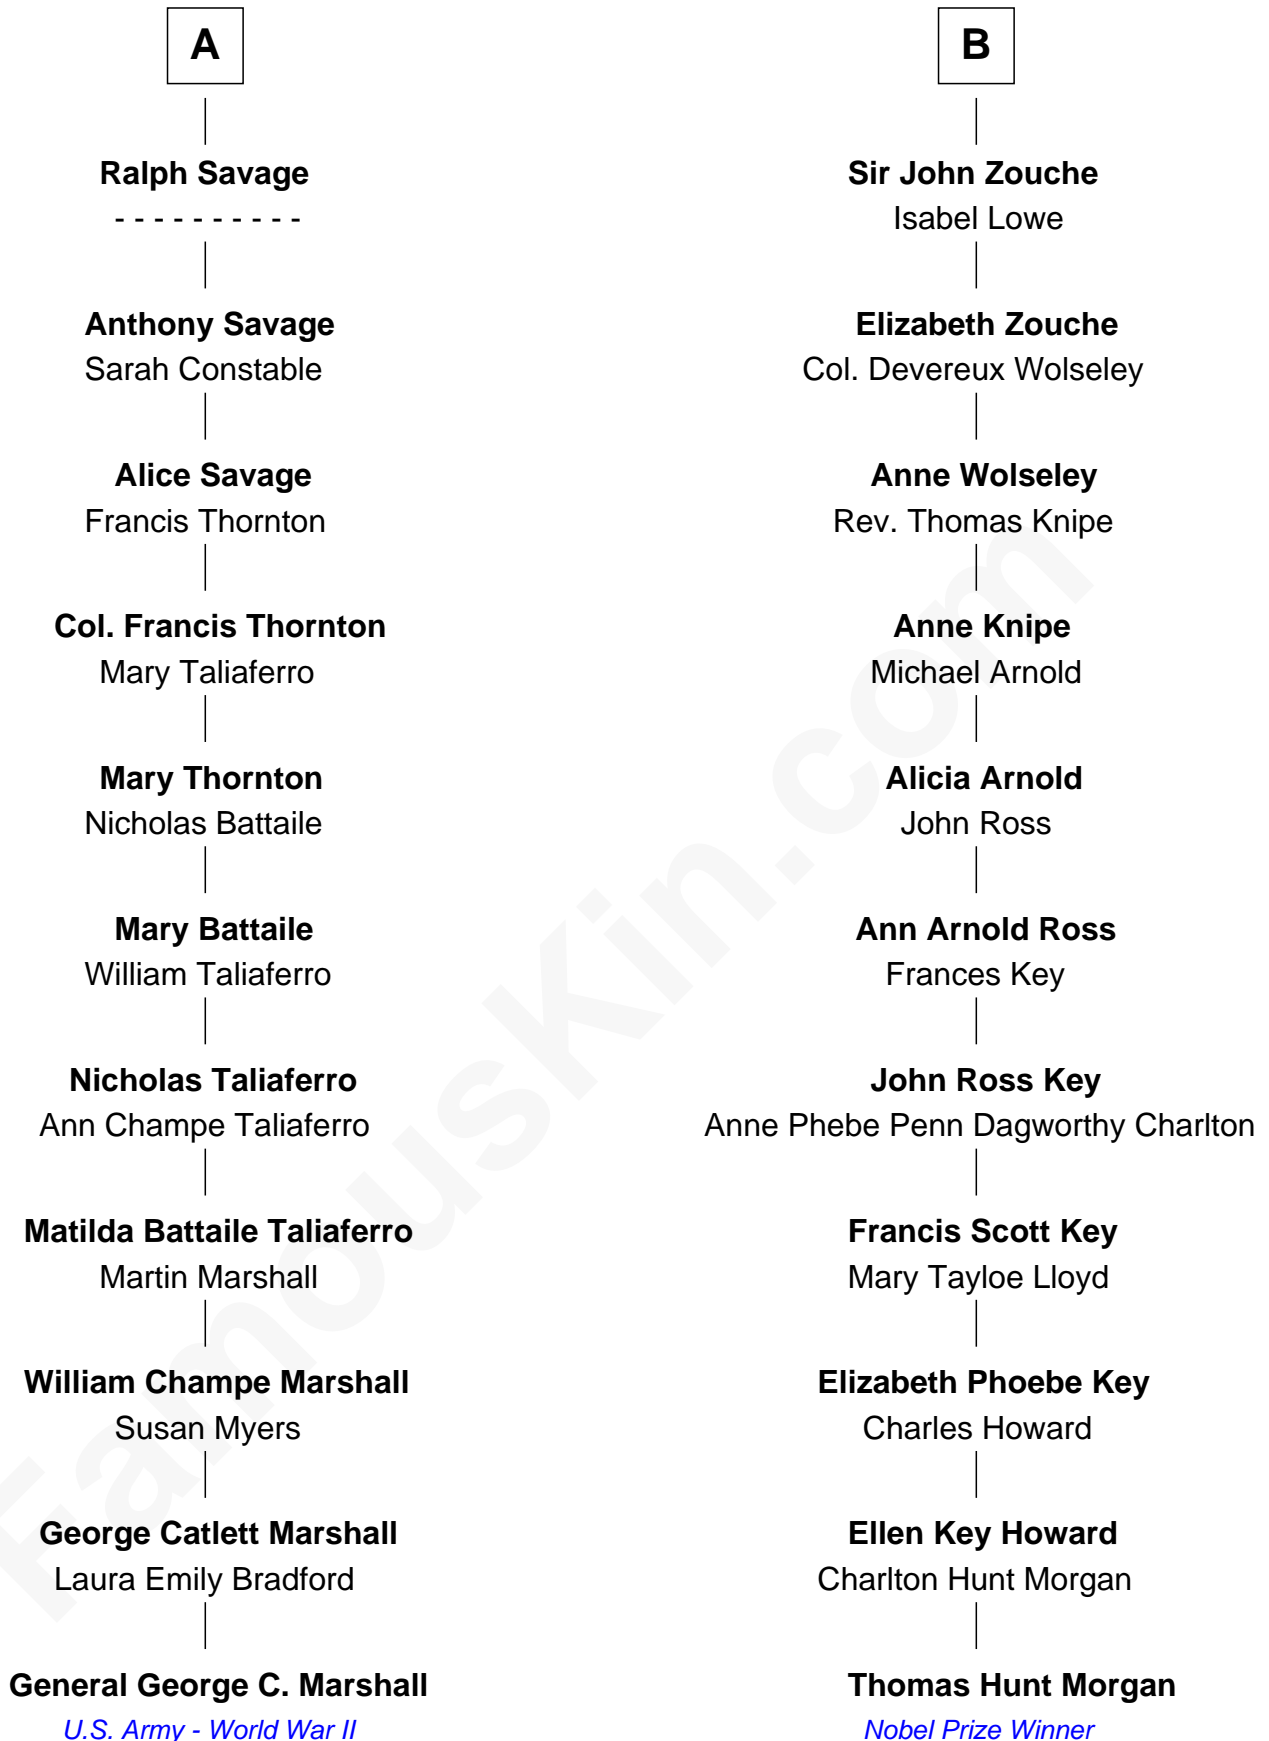 A
Ralph Savage
- - - - - - - - - -
Anthony Savage
Sarah Constable
Alice Savage
Francis Thornton
Col. Francis Thornton
Mary Taliaferro
Mary Thornton
Nicholas Battaile
Mary Battaile
William Taliaferro
Nicholas Taliaferro
Ann Champe Taliaferro
Matilda Battaile Taliaferro
Martin Marshall
William Champe Marshall
Susan Myers
George Catlett Marshall
Laura Emily Bradford
General George C. Marshall
U.S. Army - World War II
B
Sir John Zouche
Isabel Lowe
Elizabeth Zouche
Col. Devereux Wolseley
Anne Wolseley
Rev. Thomas Knipe
Anne Knipe
Michael Arnold
Alicia Arnold
John Ross
Ann Arnold Ross
Frances Key
John Ross Key
Anne Phebe Penn Dagworthy Charlton
Francis Scott Key
Mary Tayloe Lloyd
Elizabeth Phoebe Key
Charles Howard
Ellen Key Howard
Charlton Hunt Morgan
Thomas Hunt Morgan
Nobel Prize Winner
FamousKin.com